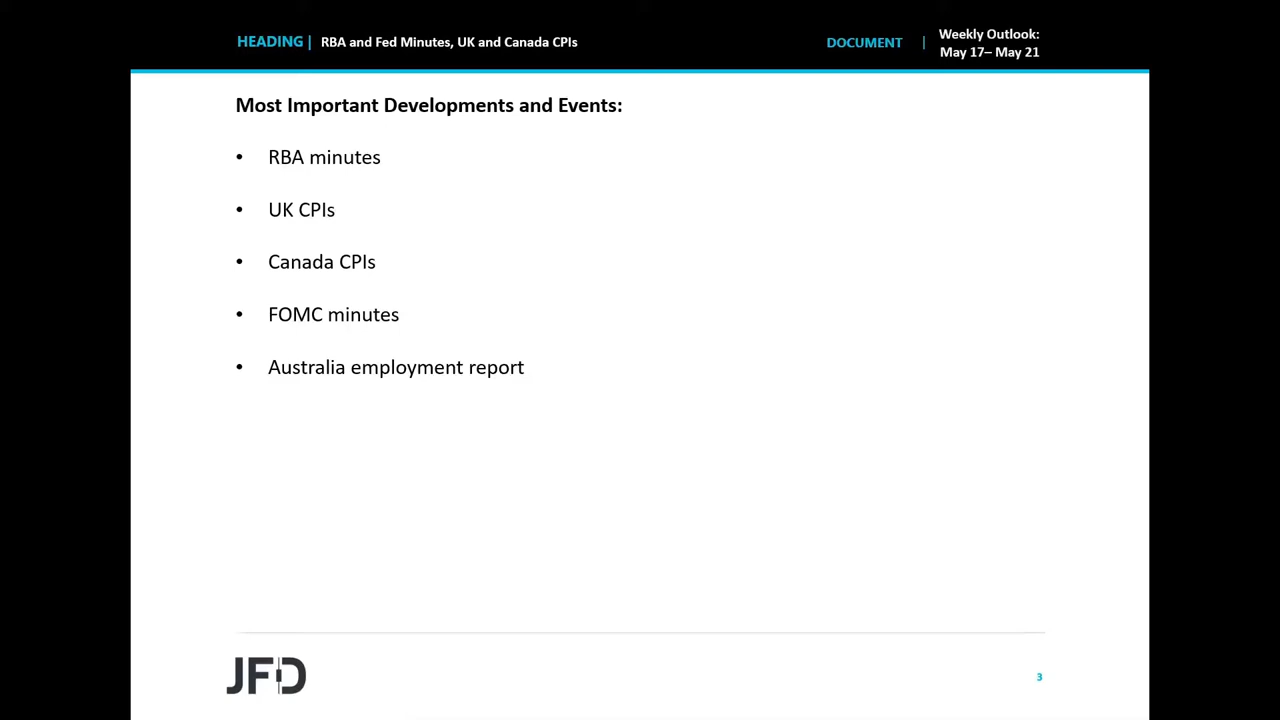 HEADING | RBA and Fed Minutes, UK and Canada CPIs
DOCUMENT | Weekly Outlook:
May 17– May 21
Most Important Developments and Events:
• RBA minutes
• UK CPIs
• Canada CPIs
• FOMC minutes
• Australia employment report
JFD
3